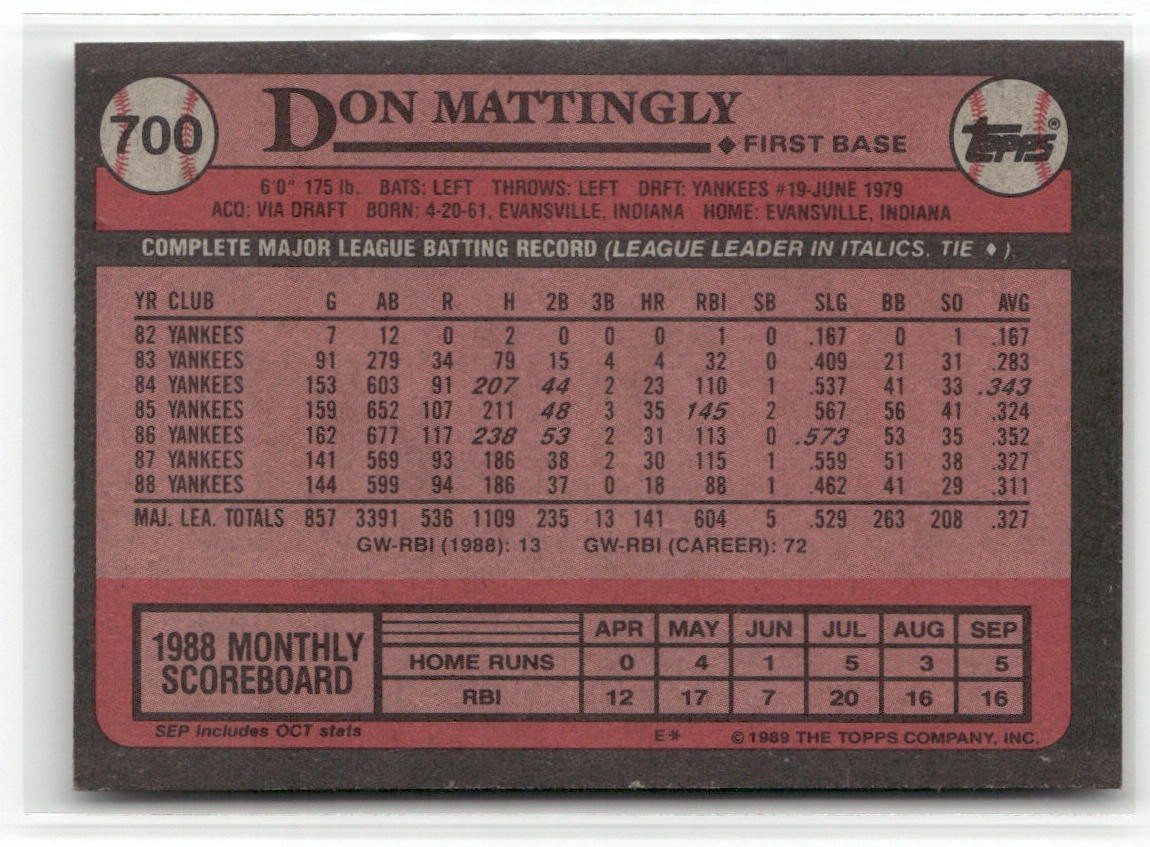 700 DON MATTINGLY topps®
◆ FIRST BASE
6'0" 175 lb. BATS: LEFT THROWS: LEFT DRFT: YANKEES #19-JUNE 1979
ACQ: VIA DRAFT BORN: 4-20-61, EVANSVILLE, INDIANA HOME: EVANSVILLE, INDIANA
COMPLETE MAJOR LEAGUE BATTING RECORD (LEAGUE LEADER IN ITALICS, TIE ♦ )
YR CLUB G AB R H 2B 3B HR RBI SB SLG BB SO AVG
82 YANKEES 7 12 0 2 0 0 0 1 0 .167 0 1 .167
83 YANKEES 91 279 34 79 15 4 4 32 0 .409 21 31 .283
84 YANKEES 153 603 91 207 44 2 23 110 1 .537 41 33 .343
85 YANKEES 159 652 107 211 48 3 35 145 2 .567 56 41 .324
86 YANKEES 162 677 117 238 53 2 31 113 0 .573 53 35 .352
87 YANKEES 141 569 93 186 38 2 30 115 1 .559 51 38 .327
88 YANKEES 144 599 94 186 37 0 18 88 1 .462 41 29 .311
MAJ. LEA. TOTALS 857 3391 536 1109 235 13 141 604 5 .529 263 208 .327
GW-RBI (1988): 13 GW-RBI (CAREER): 72
1988 MONTHLY
SCOREBOARD
APR MAY JUN JUL AUG SEP
HOME RUNS 0 4 1 5 3 5
RBI 12 17 7 20 16 16
SEP includes OCT stats E* © 1989 THE TOPPS COMPANY, INC.